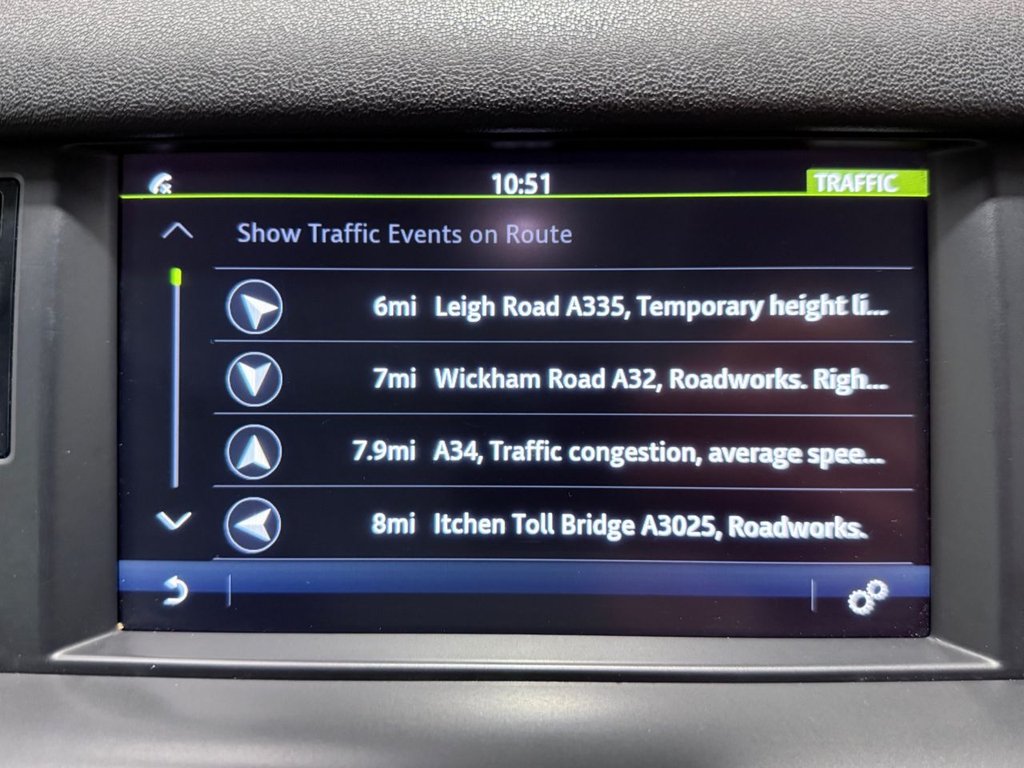 10:51
TRAFFIC
Show Traffic Events on Route
6mi Leigh Road A335, Temporary height li...
7mi Wickham Road A32, Roadworks. Righ...
7.9mi A34, Traffic congestion, average spee...
8mi Itchen Toll Bridge A3025, Roadworks.